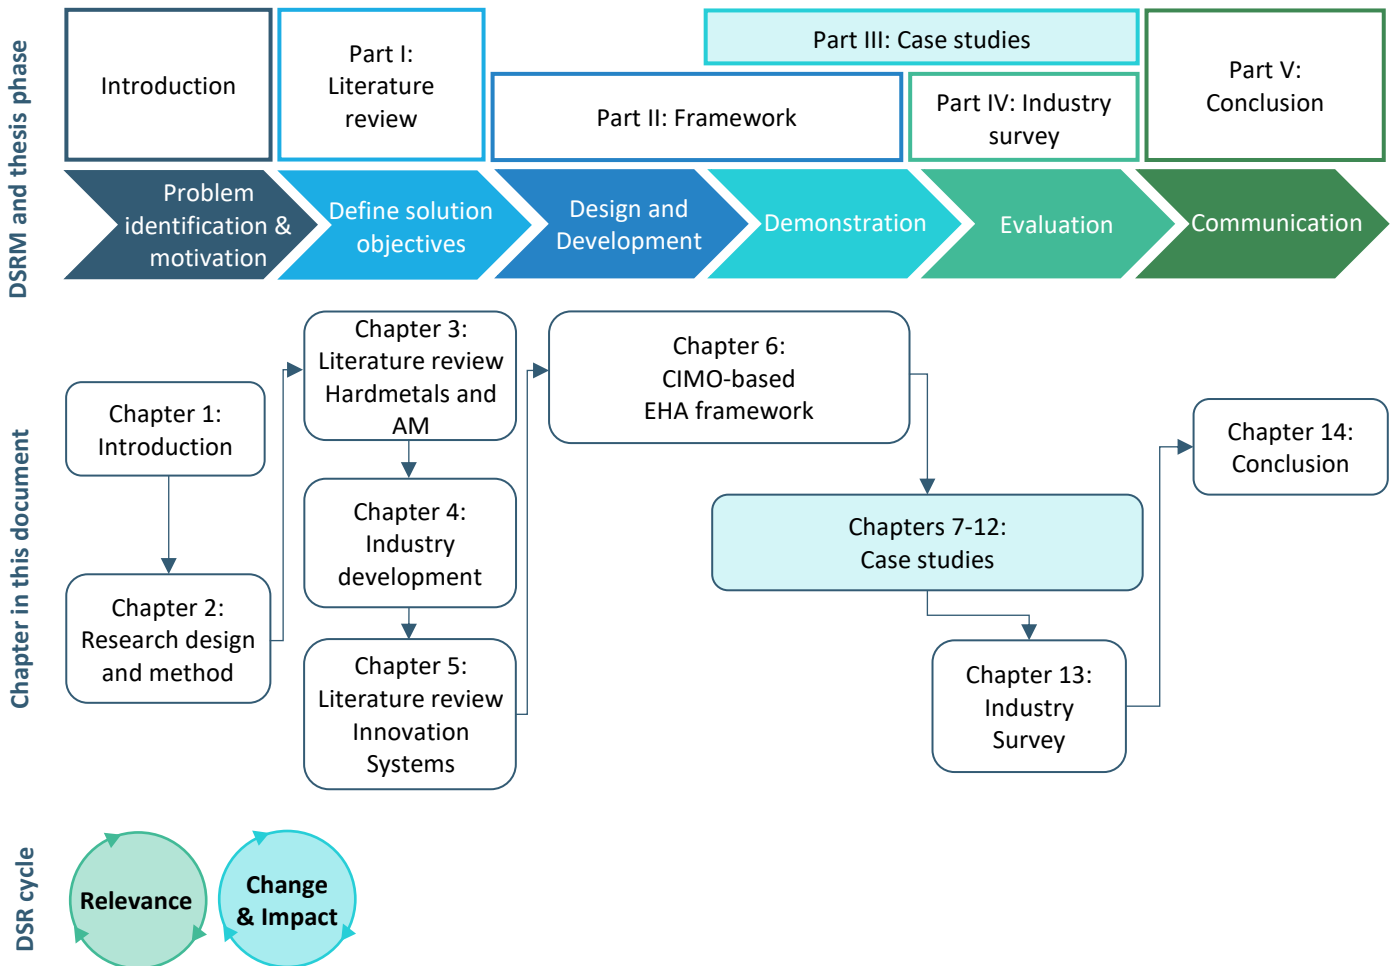 DSRM and thesis phase
Introduction
Part I:
Literature
review
Part II: Framework
Part III: Case studies
Part IV: Industry
survey
Part V:
Conclusion
Problem
identification &
motivation
Define solution
objectives
Design and
Development
Demonstration
Evaluation
Communication
Chapter in this document
Chapter 1:
Introduction
Chapter 2:
Research design
and method
Chapter 3:
Literature review
Hardmetals and
AM
Chapter 4:
Industry
development
Chapter 5:
Literature review
Innovation
Systems
Chapter 6:
CIMO-based
EHA framework
Chapters 7-12:
Case studies
Chapter 13:
Industry
Survey
Chapter 14:
Conclusion
DSR cycle
Relevance
Change
& Impact